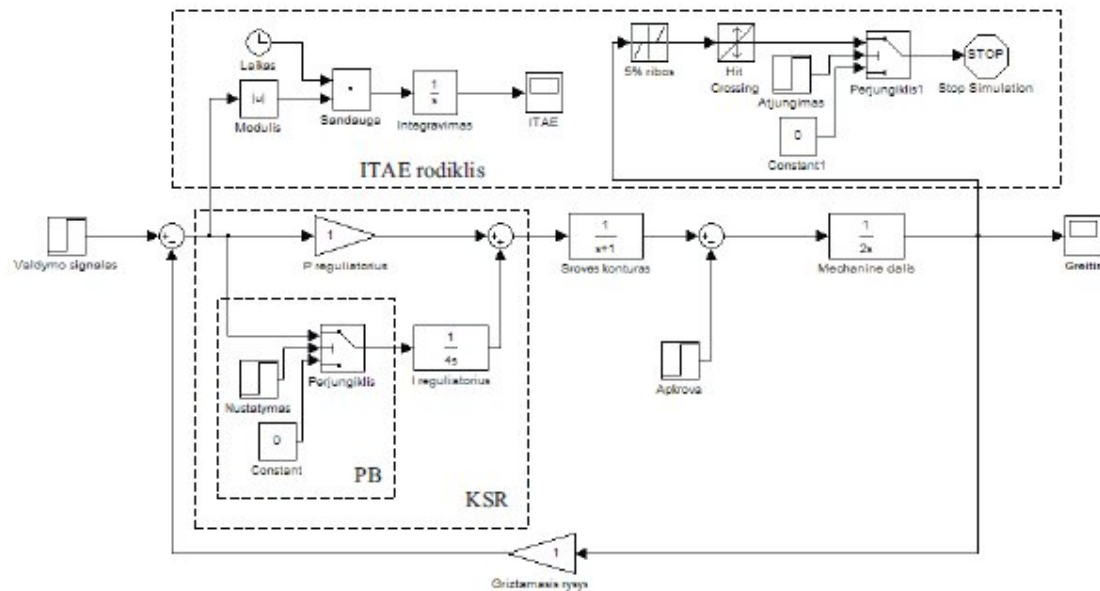 Laikas
|u|
Modulis
Sandauga
1
s
Integravimas
ITAE
5% ribos
Hit
Crossing
Atjungimas
Perjungiklis1
STOP
Stop Simulation
0
Constant1
ITAE rodiklis
Valdymo signalas
1
P reguliatorius
1
s+1
Sroves konturas
1
2s
Mechanine dalis
Greitis
Perjungiklis
1
4s
I reguliatorius
Nustatymas
0
Constant
PB
KSR
Apkrova
1
Griztamasis rysys